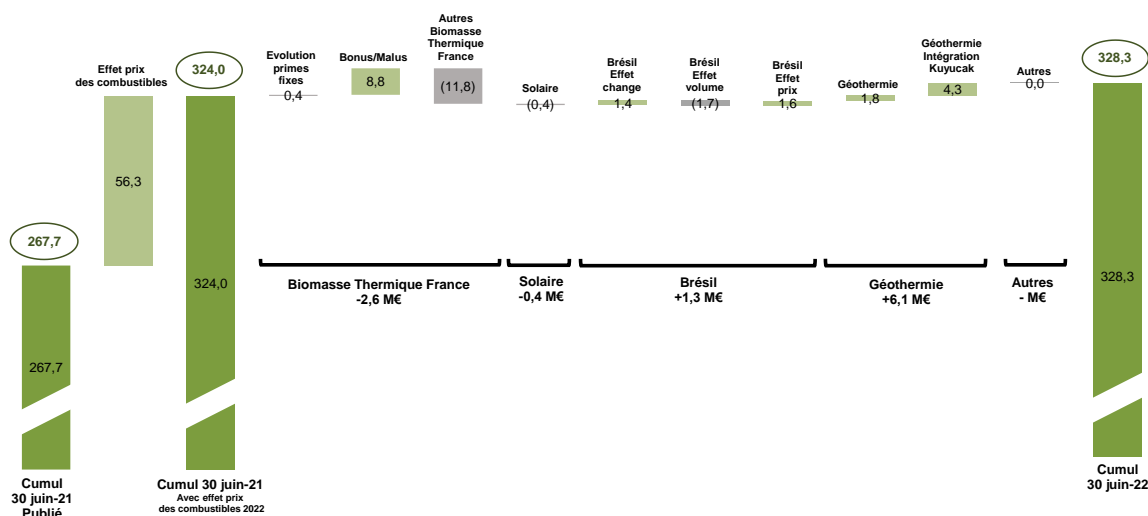 Effet prix
des combustibles
324,0
Evolution
primes
fixes
0,4
Bonus/Malus
8,8
Autres
Biomasse
Thermique
France
(11,8)
Solaire
(0,4)
Brésil
Effet
change
1,4
Brésil
Effet
volume
(1,7)
Brésil
Effet
prix
1,6
Géothermie
1,8
Géothermie
Intégration
Kuyucak
4,3
Autres
0,0
328,3
56,3
267,7
324,0
267,7
328,3
Biomasse Thermique France
-2,6 M€
Solaire
-0,4 M€
Brésil
+1,3 M€
Géothermie
+6,1 M€
Autres
- M€
Cumul
30 juin-21
Publié
Cumul 30 juin-21
Avec effet prix
des combustibles 2022
Cumul
30 juin-22